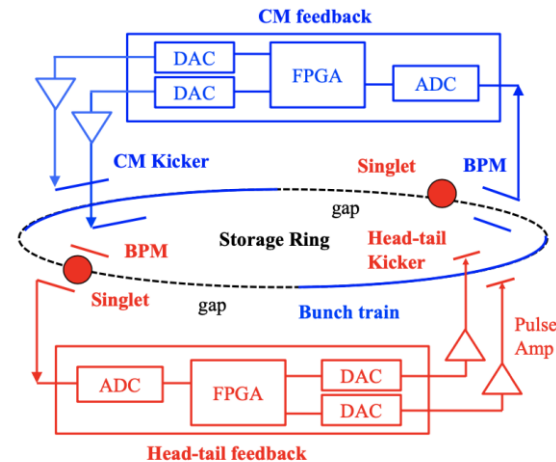 CM feedback
DAC
DAC
FPGA
ADC
CM Kicker
Singlet
BPM
gap
Storage Ring
Head-tail
Kicker
BPM
Singlet
gap
Bunch train
Pulse
Amp
ADC
FPGA
DAC
DAC
Head-tail feedback